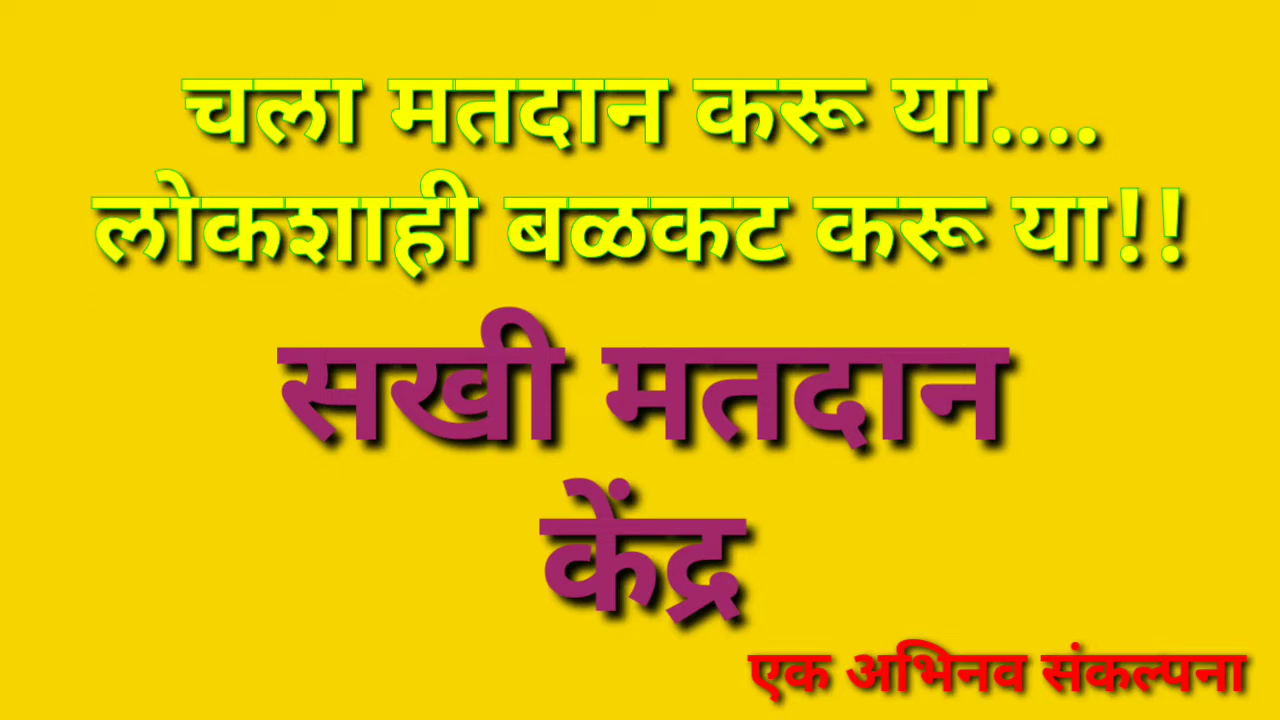 चला मतदान करू या....
लोकशाही बळकट करू या!!
सखी मतदान
केंद्र
एक अभिनव संकल्पना